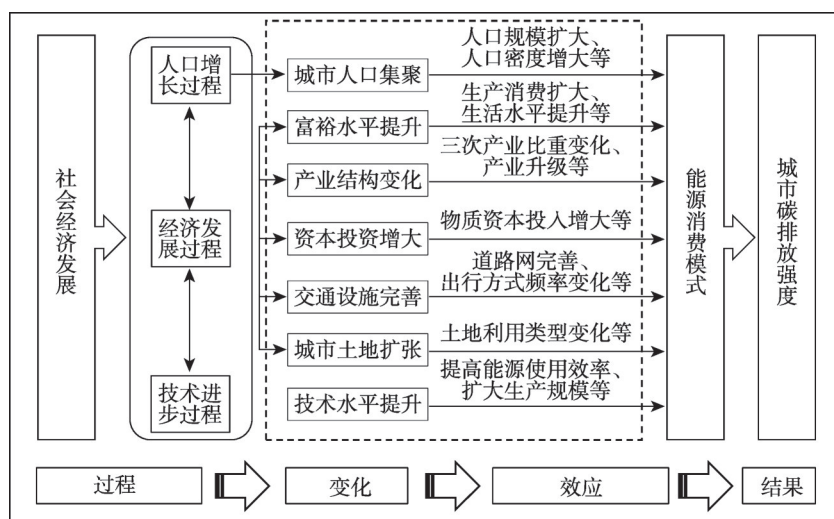 社会经济发展
人口增
长过程
经济发
展过程
技术进
步过程
城市人口集聚
富裕水平提升
产业结构变化
资本投资增大
交通设施完善
城市土地扩张
技术水平提升
人口规模扩大、
人口密度增大等
生产消费扩大、
生活水平提升等
三次产业比重变化、
产业升级等
物质资本投入增大等
道路网完善、
出行方式频率变化等
土地利用类型变化等
提高能源使用效率、
扩大生产规模等
能源消费模式
城市碳排放强度
过程
变化
效应
结果